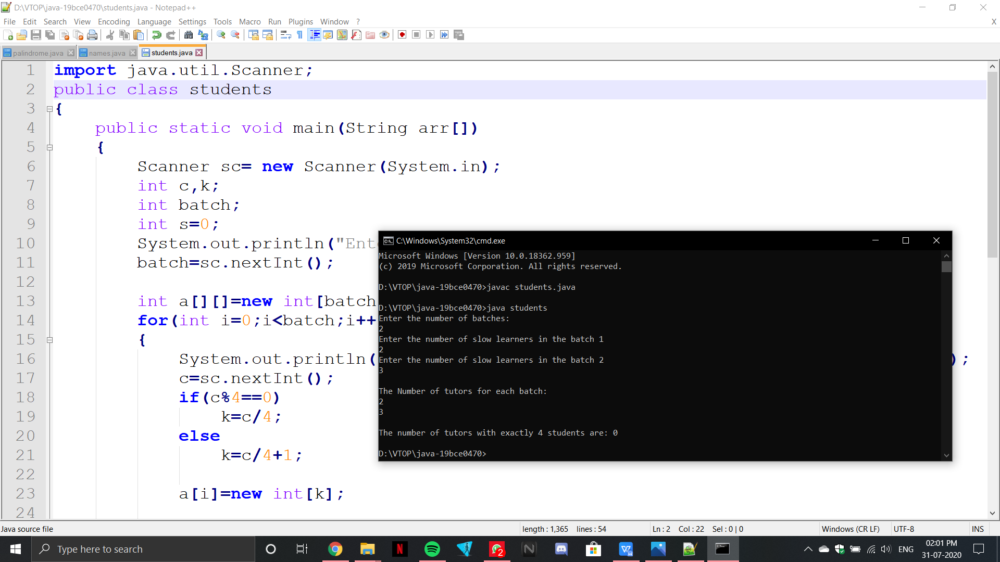 D:\VTOP\java-19bce0470\students.java - Notepad++
File Edit Search View Encoding Language Settings Tools Macro Run Plugins Window ? X
palindrome.java names.java students.java
1 import java.util.Scanner;
2 public class students
3 {
4 public static void main(String arr[])
5 {
6 Scanner sc= new Scanner(System.in);
7 int c,k;
8 int batch;
9 int s=0;
10 System.out.println("Ent
11 batch=sc.nextInt();
12
13 int a[][]=new int[batch
14 for(int i=0;i<batch;i++
15 {
16 System.out.println( );
17 c=sc.nextInt();
18 if(c%4==0)
19 k=c/4;
20 else
21 k=c/4+1;
22
23 a[i]=new int[k];
24
C:\Windows\System32\cmd.exe
Microsoft Windows [Version 10.0.18362.959]
(c) 2019 Microsoft Corporation. All rights reserved.
D:\VTOP\java-19bce0470>javac students.java
D:\VTOP\java-19bce0470>java students
Enter the number of batches:
2
Enter the number of slow learners in the batch 1
2
Enter the number of slow learners in the batch 2
3
The Number of tutors for each batch:
2
3
The number of tutors with exactly 4 students are: 0
D:\VTOP\java-19bce0470>
Java source file length : 1,365 lines : 54 Ln : 2 Col : 22 Sel : 0 | 0 Windows (CR LF) UTF-8 INS
Type here to search
2
ENG
02:01 PM
31-07-2020